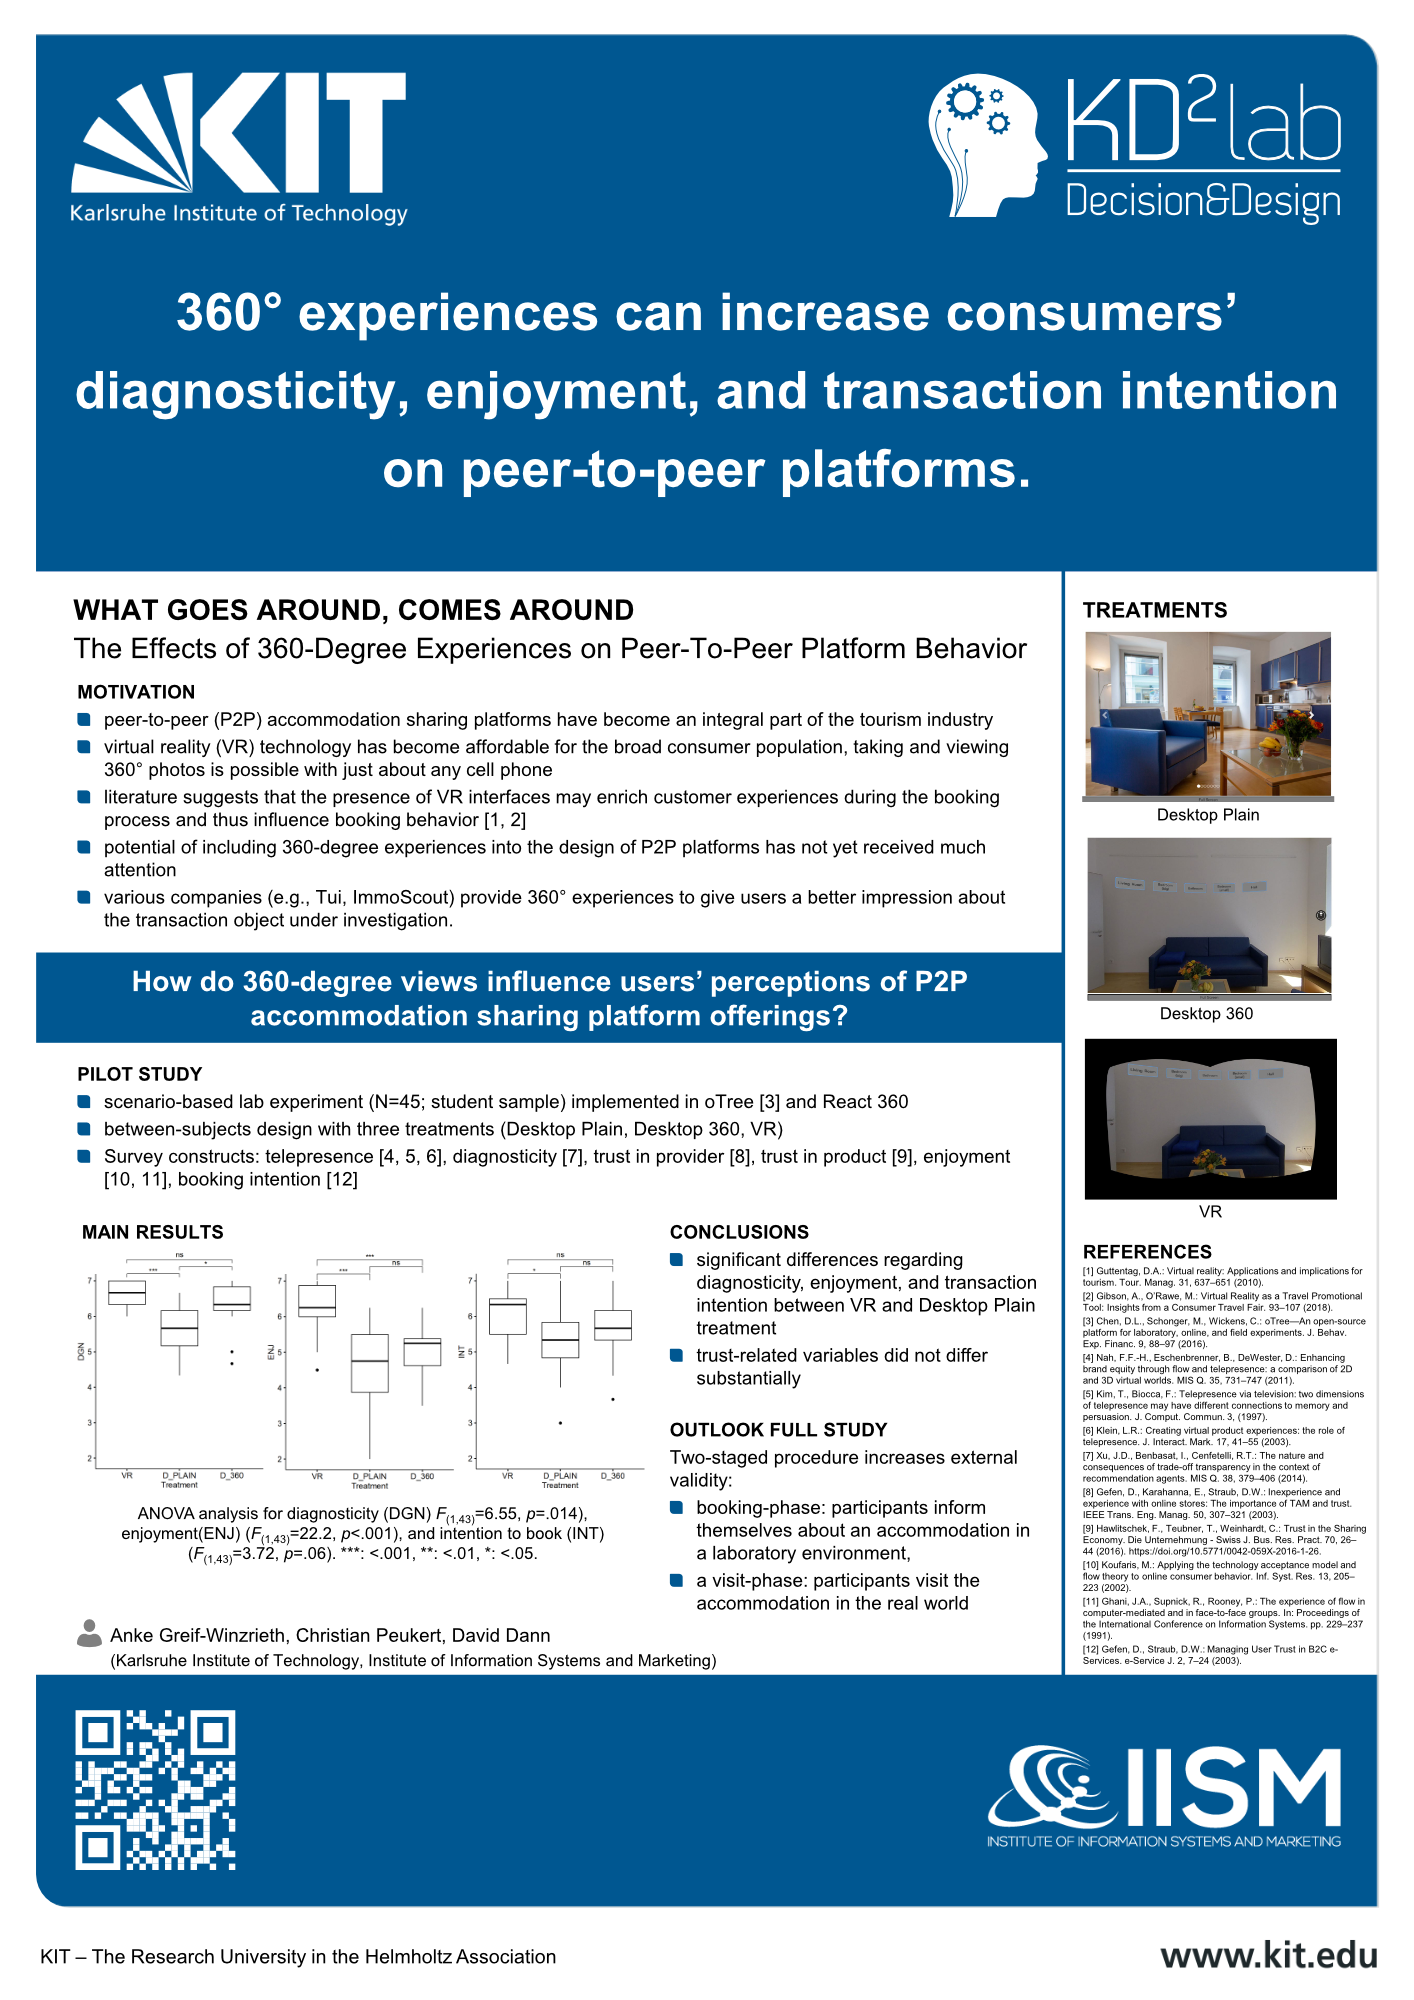 KIT
Karlsruhe Institute of Technology
KD²lab
Decision&Design
360° experiences can increase consumers’
diagnosticity, enjoyment, and transaction intention
on peer-to-peer platforms.
WHAT GOES AROUND, COMES AROUND
The Effects of 360-Degree Experiences on Peer-To-Peer Platform Behavior
MOTIVATION
peer-to-peer (P2P) accommodation sharing platforms have become an integral part of the tourism industry
virtual reality (VR) technology has become affordable for the broad consumer population, taking and viewing
360° photos is possible with just about any cell phone
literature suggests that the presence of VR interfaces may enrich customer experiences during the booking
process and thus influence booking behavior [1, 2]
potential of including 360-degree experiences into the design of P2P platforms has not yet received much
attention
various companies (e.g., Tui, ImmoScout) provide 360° experiences to give users a better impression about
the transaction object under investigation.
How do 360-degree views influence users’ perceptions of P2P
accommodation sharing platform offerings?
PILOT STUDY
scenario-based lab experiment (N=45; student sample) implemented in oTree [3] and React 360
between-subjects design with three treatments (Desktop Plain, Desktop 360, VR)
Survey constructs: telepresence [4, 5, 6], diagnosticity [7], trust in provider [8], trust in product [9], enjoyment
[10, 11], booking intention [12]
MAIN RESULTS
ns
***
*
7
6
5
4
3
2
DGN
VR D_PLAIN D_360
Treatment
***
***
ns
7
6
5
4
3
2
ENJ
VR D_PLAIN D_360
Treatment
ns
*
ns
7
6
5
4
3
2
INT
VR D_PLAIN D_360
Treatment
ANOVA analysis for diagnosticity (DGN) F(1,43)=6.55, p=.014),
enjoyment(ENJ) (F(1,43)=22.2, p<.001), and intention to book (INT)
(F(1,43)=3.72, p=.06). ***: <.001, **: <.01, *: <.05.
CONCLUSIONS
significant differences regarding
diagnosticity, enjoyment, and transaction
intention between VR and Desktop Plain
treatment
trust-related variables did not differ
substantially
OUTLOOK FULL STUDY
Two-staged procedure increases external
validity:
booking-phase: participants inform
themselves about an accommodation in
a laboratory environment,
a visit-phase: participants visit the
accommodation in the real world
Anke Greif-Winzrieth, Christian Peukert, David Dann
(Karlsruhe Institute of Technology, Institute of Information Systems and Marketing)
TREATMENTS
Desktop Plain
Desktop 360
VR
REFERENCES
[1] Guttentag, D.A.: Virtual reality: Applications and implications for
tourism. Tour. Manag. 31, 637–651 (2010).
[2] Gibson, A., O’Rawe, M.: Virtual Reality as a Travel Promotional
Tool: Insights from a Consumer Travel Fair. 93–107 (2018).
[3] Chen, D.L., Schonger, M., Wickens, C.: oTree—An open-source
platform for laboratory, online, and field experiments. J. Behav.
Exp. Financ. 9, 88–97 (2016).
[4] Nah, F.F.-H., Eschenbrenner, B., DeWester, D.: Enhancing
brand equity through flow and telepresence: a comparison of 2D
and 3D virtual worlds. MIS Q. 35, 731–747 (2011).
[5] Kim, T., Biocca, F.: Telepresence via television: two dimensions
of telepresence may have different connections to memory and
persuasion. J. Comput. Commun. 3, (1997).
[6] Klein, L.R.: Creating virtual product experiences: the role of
telepresence. J. Interact. Mark. 17, 41–55 (2003).
[7] Xu, J.D., Benbasat, I., Cenfetelli, R.T.: The nature and
consequences of trade-off transparency in the context of
recommendation agents. MIS Q. 38, 379–406 (2014).
[8] Gefen, D., Karahanna, E., Straub, D.W.: Inexperience and
experience with online stores: The importance of TAM and trust.
IEEE Trans. Eng. Manag. 50, 307–321 (2003).
[9] Hawlitschek, F., Teubner, T., Weinhardt, C.: Trust in the Sharing
Economy. Die Unternehmung - Swiss J. Bus. Res. Pract. 70, 26–
44 (2016). https://doi.org/10.5771/0042-059X-2016-1-26.
[10] Koufaris, M.: Applying the technology acceptance model and
flow theory to online consumer behavior. Inf. Syst. Res. 13, 205–
223 (2002).
[11] Ghani, J.A., Supnick, R., Rooney, P.: The experience of flow in
computer-mediated and in face-to-face groups. In: Proceedings of
the International Conference on Information Systems. pp. 229–237
(1991).
[12] Gefen, D., Straub, D.W.: Managing User Trust in B2C e-
Services. e-Service J. 2, 7–24 (2003).
IISM
INSTITUTE OF INFORMATION SYSTEMS AND MARKETING
KIT – The Research University in the Helmholtz Association
www.kit.edu